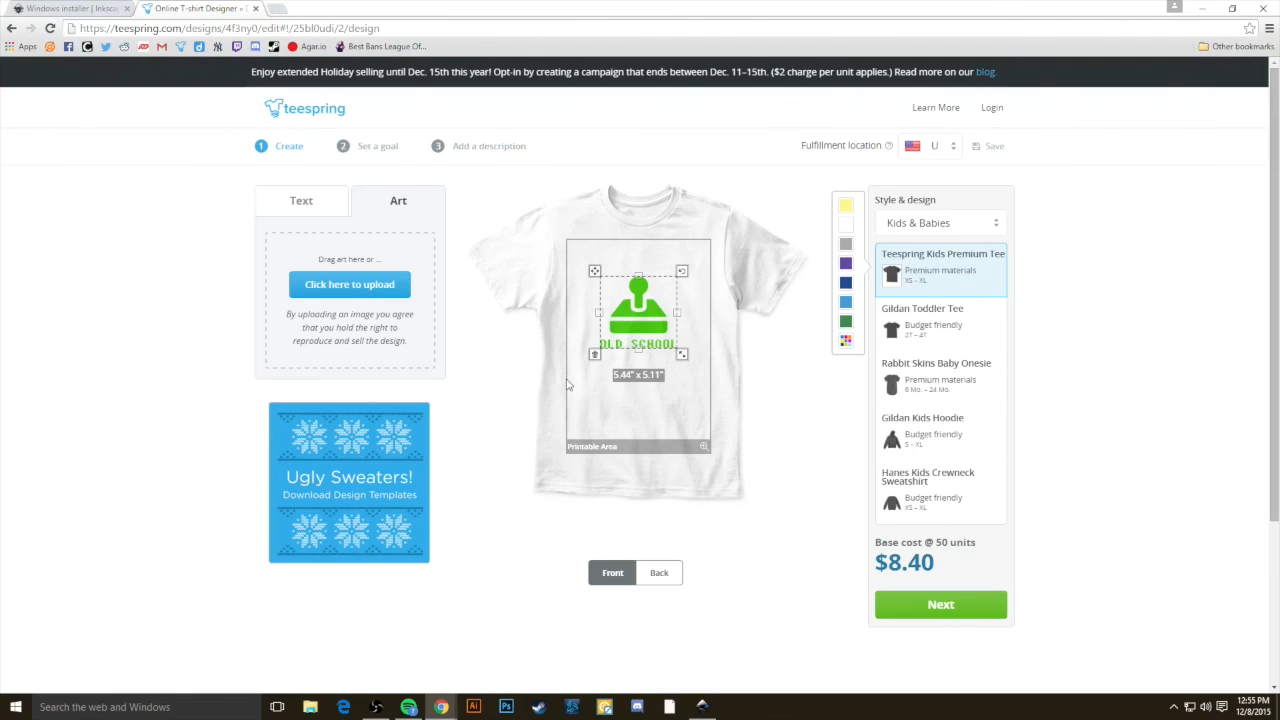 Windows installer | Inksca
Online T-shirt Designer » (
https://teespring.com/designs/4f3ny0/edit#!/25bl0udi/2/design
Apps
Agar.io
Best Bans League Of...
Other bookmarks
Enjoy extended Holiday selling until Dec. 15th this year! Opt-in by creating a campaign that ends between Dec. 11–15th. ($2 charge per unit applies.) Read more on our blog.
teespring
Learn More
Login
1 Create
2 Set a goal
3 Add a description
Fulfillment location
U
Save
Text
Art
Drag art here or ...
Click here to upload
By uploading an image you agree
that you hold the right to
reproduce and sell the design.
Ugly Sweaters!
Download Design Templates
OLD SCHOOL
5.44" x 5.11"
Printable Area
Front
Back
Style & design
Kids & Babies
Teespring Kids Premium Tee
Premium materials
XS – XL
Gildan Toddler Tee
Budget friendly
2T – 4T
Rabbit Skins Baby Onesie
Premium materials
6 Mo. – 24 Mo.
Gildan Kids Hoodie
Budget friendly
S – XL
Hanes Kids Crewneck
Sweatshirt
Budget friendly
XS – XL
Base cost @ 50 units
$8.40
Next
Search the web and Windows
12:55 PM
12/8/2015